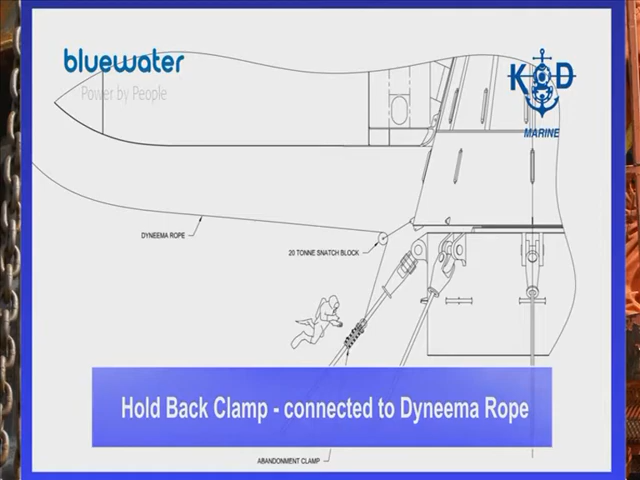 bluewater
Power by People
K D
MARINE
DYNEEMA ROPE
20 TONNE SNATCH BLOCK
Hold Back Clamp - connected to Dyneema Rope
ABANDONMENT CLAMP